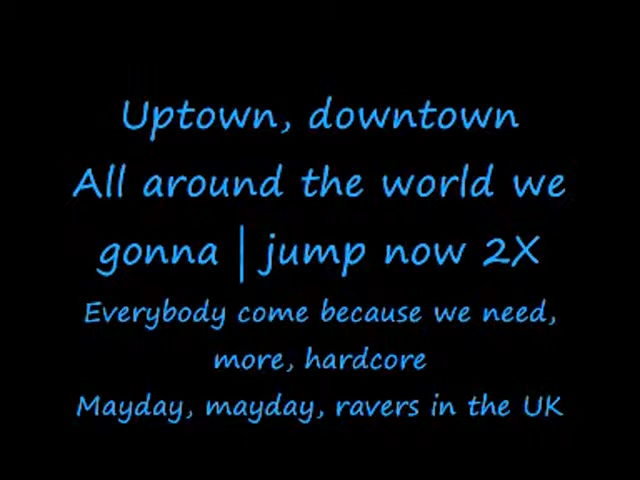 Uptown, downtown
All around the world we
gonna | jump now 2X
Everybody come because we need,
more, hardcore
Mayday, mayday, ravers in the UK